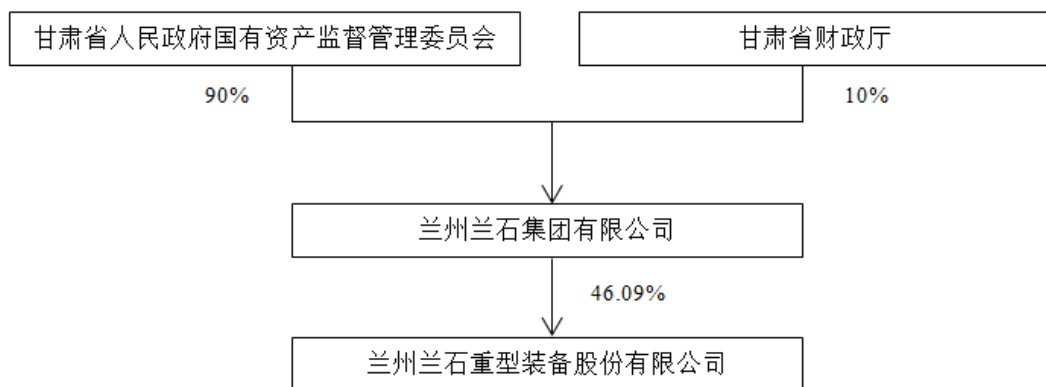 甘肃省人民政府国有资产监督管理委员会
甘肃省财政厅
90%
10%
兰州兰石集团有限公司
46.09%
兰州兰石重型装备股份有限公司